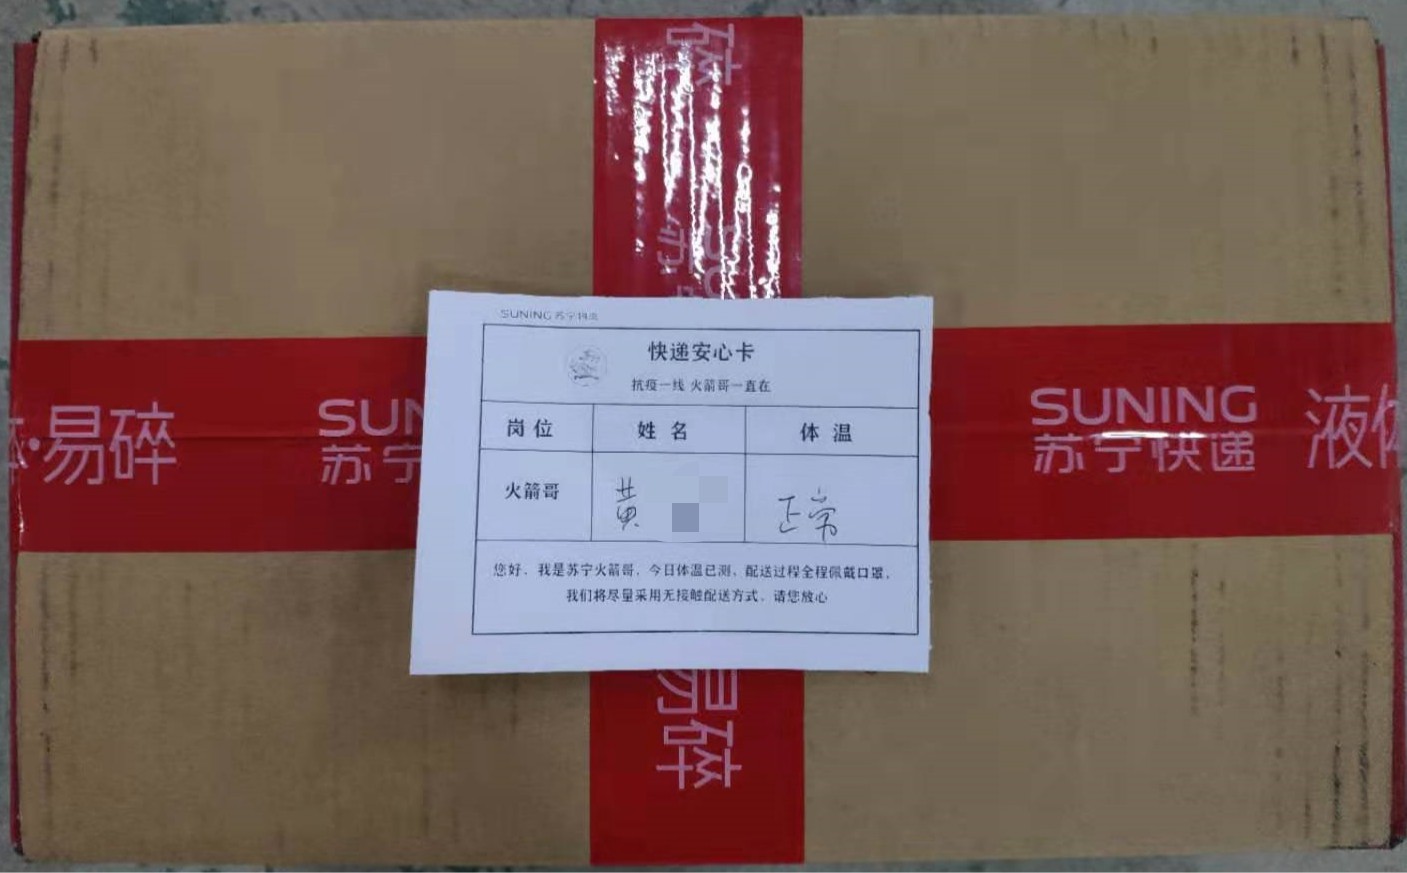 碎
苏
SU
SUNING 苏宁物流
快递安心卡
抗疫一线 火箭哥一直在
·易碎
SUN
苏宁
SUNING
苏宁快递
液体
岗位 姓名 体温
火箭哥 黄 正常
您好，我是苏宁火箭哥，今日体温已测，配送过程全程佩戴口罩，
我们将尽量采用无接触配送方式，请您放心
易碎